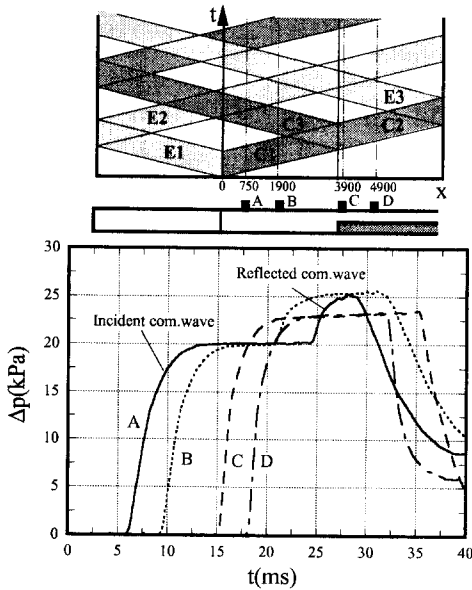 t
E3
E2
C3
C2
E1
C1
0 750 1900 3900 4900 X
A B C D
30
25
20
15
10
5
0
Δp(kPa)
Reflected com.wave
Incident com.wave
A
B
C
D
0 5 10 15 20 25 30 35 40
t(ms)